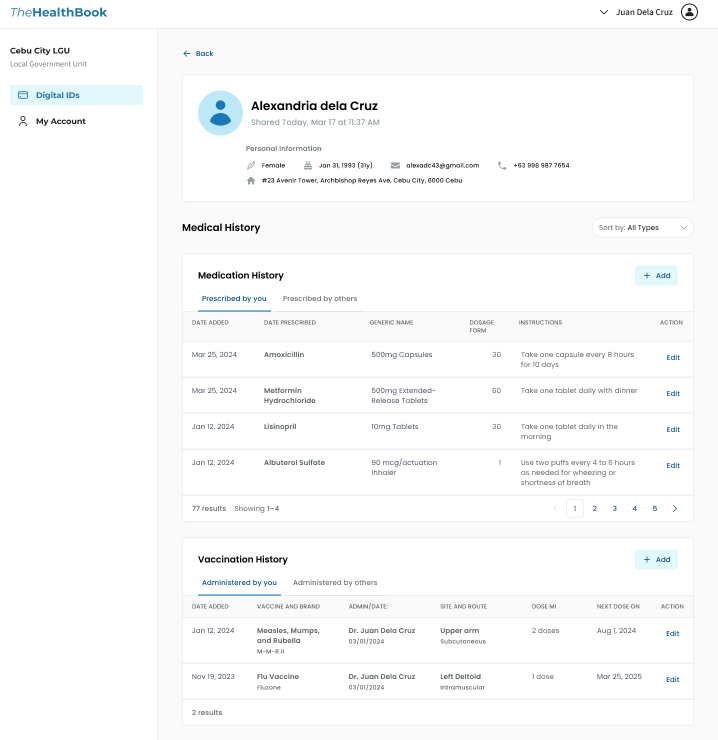 TheHealthBook
Juan Dela Cruz
Cebu City LGU
Local Government Unit
Digital IDs
My Account
Back
Alexandria dela Cruz
Shared Today, Mar 17 at 11:37 AM
Personal Information
Female Jan 31, 1993 (31y) alexadc43@gmail.com +63 998 987 7654
#23 Avenir Tower, Archbishop Reyes Ave, Cebu City, 6000 Cebu
Medical History
Sort by: All Types
Medication History
+ Add
Prescribed by you Prescribed by others
DATE ADDED DATE PRESCRIBED GENERIC NAME DOSAGE FORM INSTRUCTIONS ACTION
Mar 25, 2024 Amoxicillin 500mg Capsules 30 Take one capsule every 8 hours for 10 days Edit
Mar 25, 2024 Metformin Hydrochloride 500mg Extended-Release Tablets 60 Take one tablet daily with dinner Edit
Jan 12, 2024 Lisinopril 10mg Tablets 30 Take one tablet daily in the morning Edit
Jan 12, 2024 Albuterol Sulfate 90 mcg/actuation Inhaler 1 Use two puffs every 4 to 6 hours as needed for wheezing or shortness of breath Edit
77 results Showing 1–4
1 2 3 4 5
Vaccination History
+ Add
Administered by you Administered by others
DATE ADDED VACCINE AND BRAND ADMIN/DATE: SITE AND ROUTE DOSE MI NEXT DOSE ON ACTION
Jan 12, 2024 Measles, Mumps, and Rubella M-M-R II Dr. Juan Dela Cruz 03/01/2024 Upper arm Subcutaneous 2 doses Aug 1, 2024 Edit
Nov 19, 2023 Flu Vaccine Fluzone Dr. Juan Dela Cruz 03/01/2024 Left Deltoid Intramuscular 1 dose Mar 25, 2025 Edit
2 results